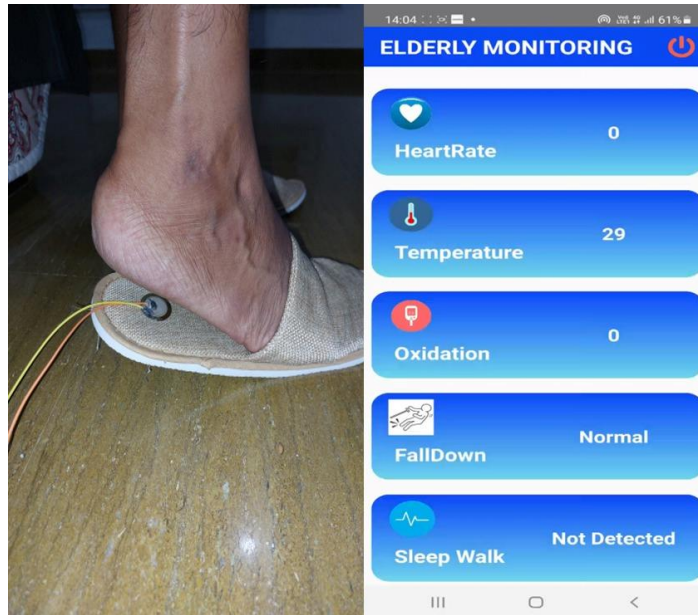 14:04
61%
ELDERLY MONITORING
HeartRate
0
Temperature
29
Oxidation
0
FallDown
Normal
Sleep Walk
Not Detected